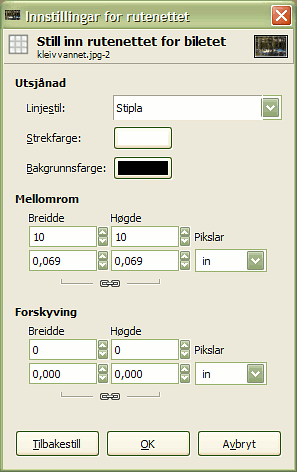 Innstillingar for rutenettet
Still inn rutenettet for biletet
kleivvannet.jpg-2
Utsjånad
Linjestil: Stipla
Strekfarge:
Bakgrunnsfarge:
Mellomrom
Breidde Høgde
10 10 Pikslar
0,069 0,069 in
Forskyving
Breidde Høgde
0 0 Pikslar
0,000 0,000 in
Tilbakestill OK Avbryt